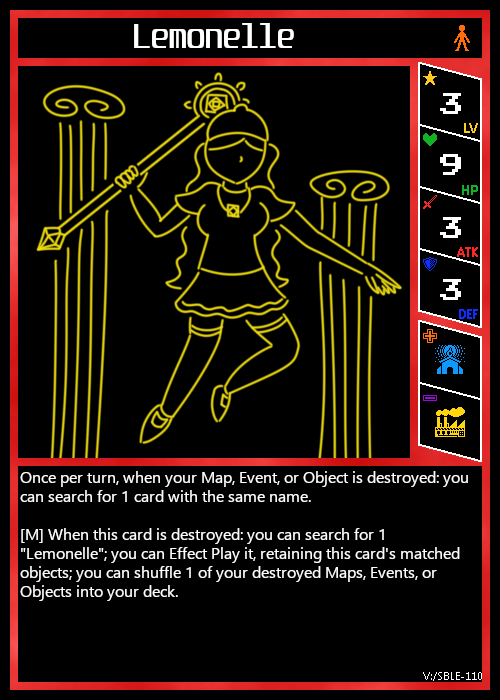 Lemonelle
3
LV
9
HP
3
ATK
3
DEF
Once per turn, when your Map, Event, or Object is destroyed: you
can search for 1 card with the same name.
[M] When this card is destroyed: you can search for 1
"Lemonelle"; you can Effect Play it, retaining this card's matched
objects; you can shuffle 1 of your destroyed Maps, Events, or
Objects into your deck.
V:/SBLE-110